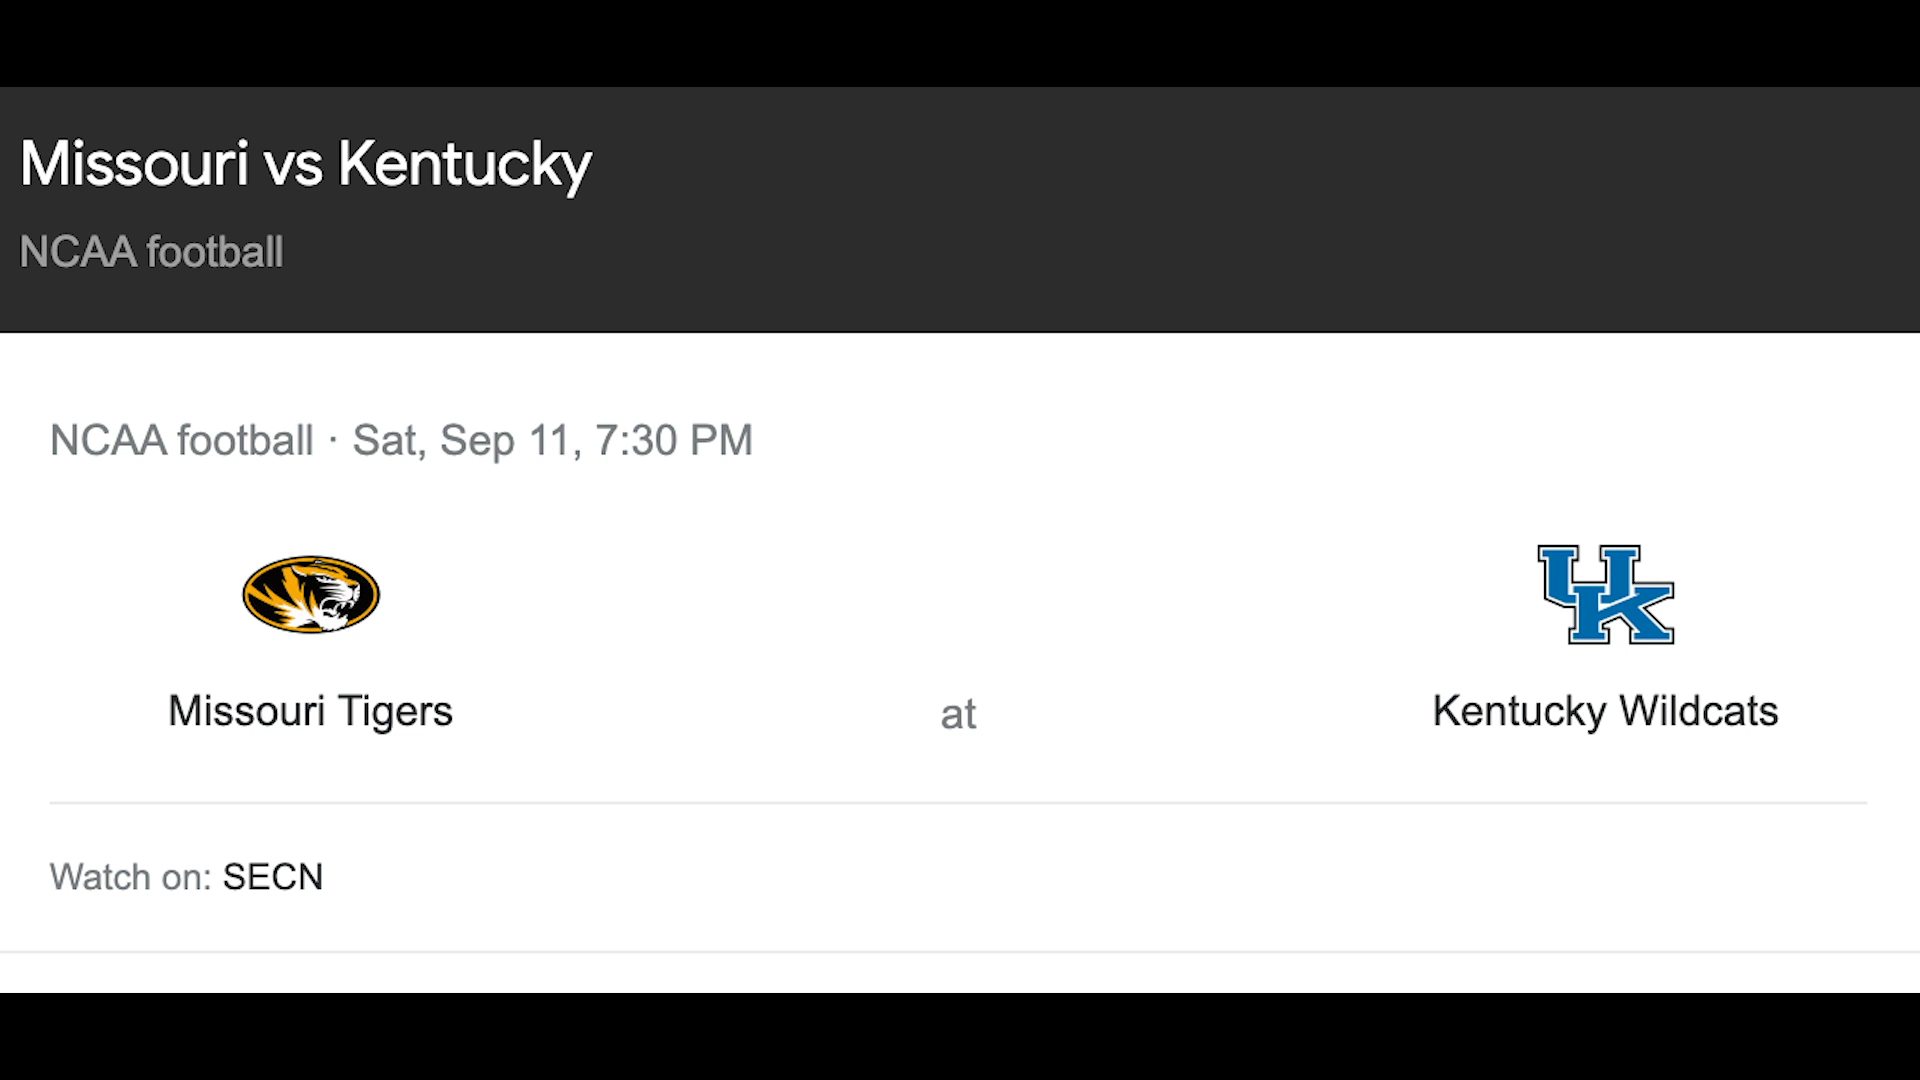 Missouri vs Kentucky
NCAA football
NCAA football · Sat, Sep 11, 7:30 PM
UK
Missouri Tigers
at
Kentucky Wildcats
Watch on: SECN